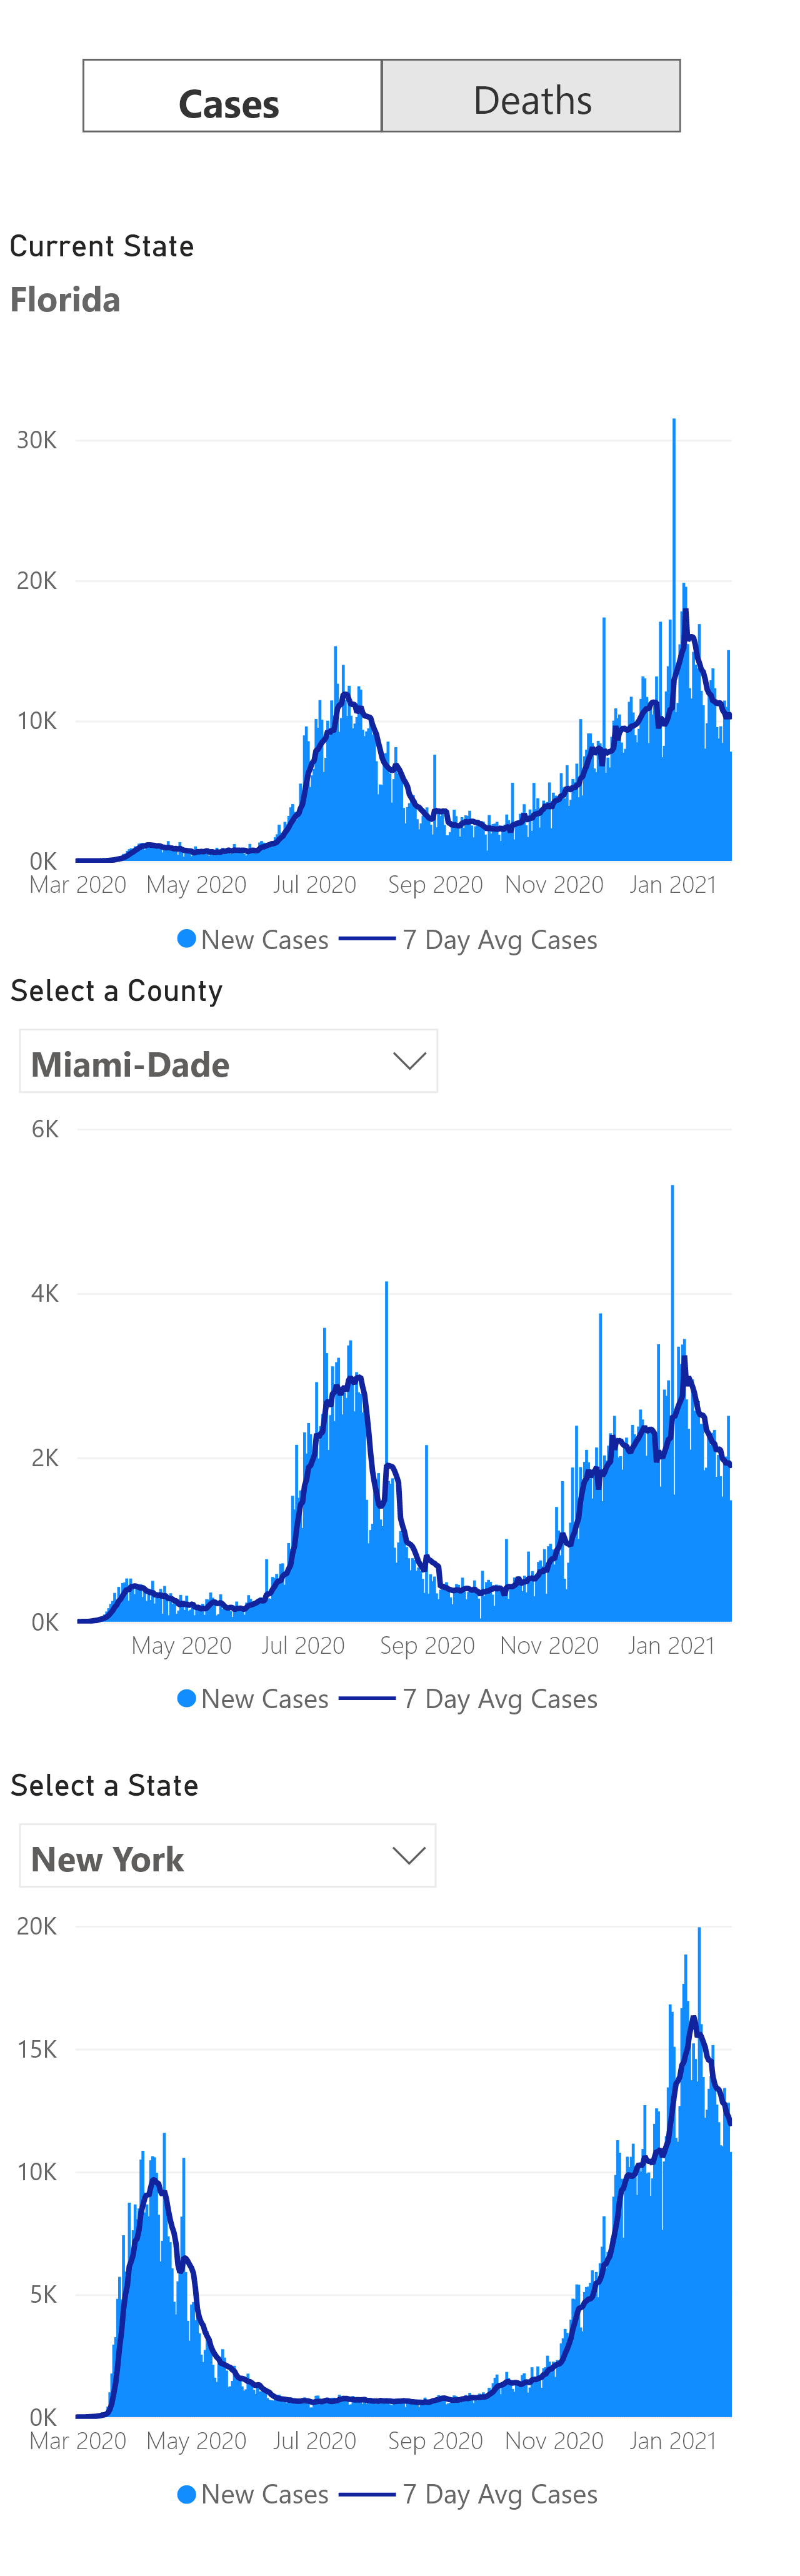 Cases Deaths
Current State
Florida
30K
20K
10K
0K
Mar 2020 May 2020 Jul 2020 Sep 2020 Nov 2020 Jan 2021
New Cases 7 Day Avg Cases
Select a County
Miami-Dade
6K
4K
2K
0K
May 2020 Jul 2020 Sep 2020 Nov 2020 Jan 2021
New Cases 7 Day Avg Cases
Select a State
New York
20K
15K
10K
5K
0K
Mar 2020 May 2020 Jul 2020 Sep 2020 Nov 2020 Jan 2021
New Cases 7 Day Avg Cases